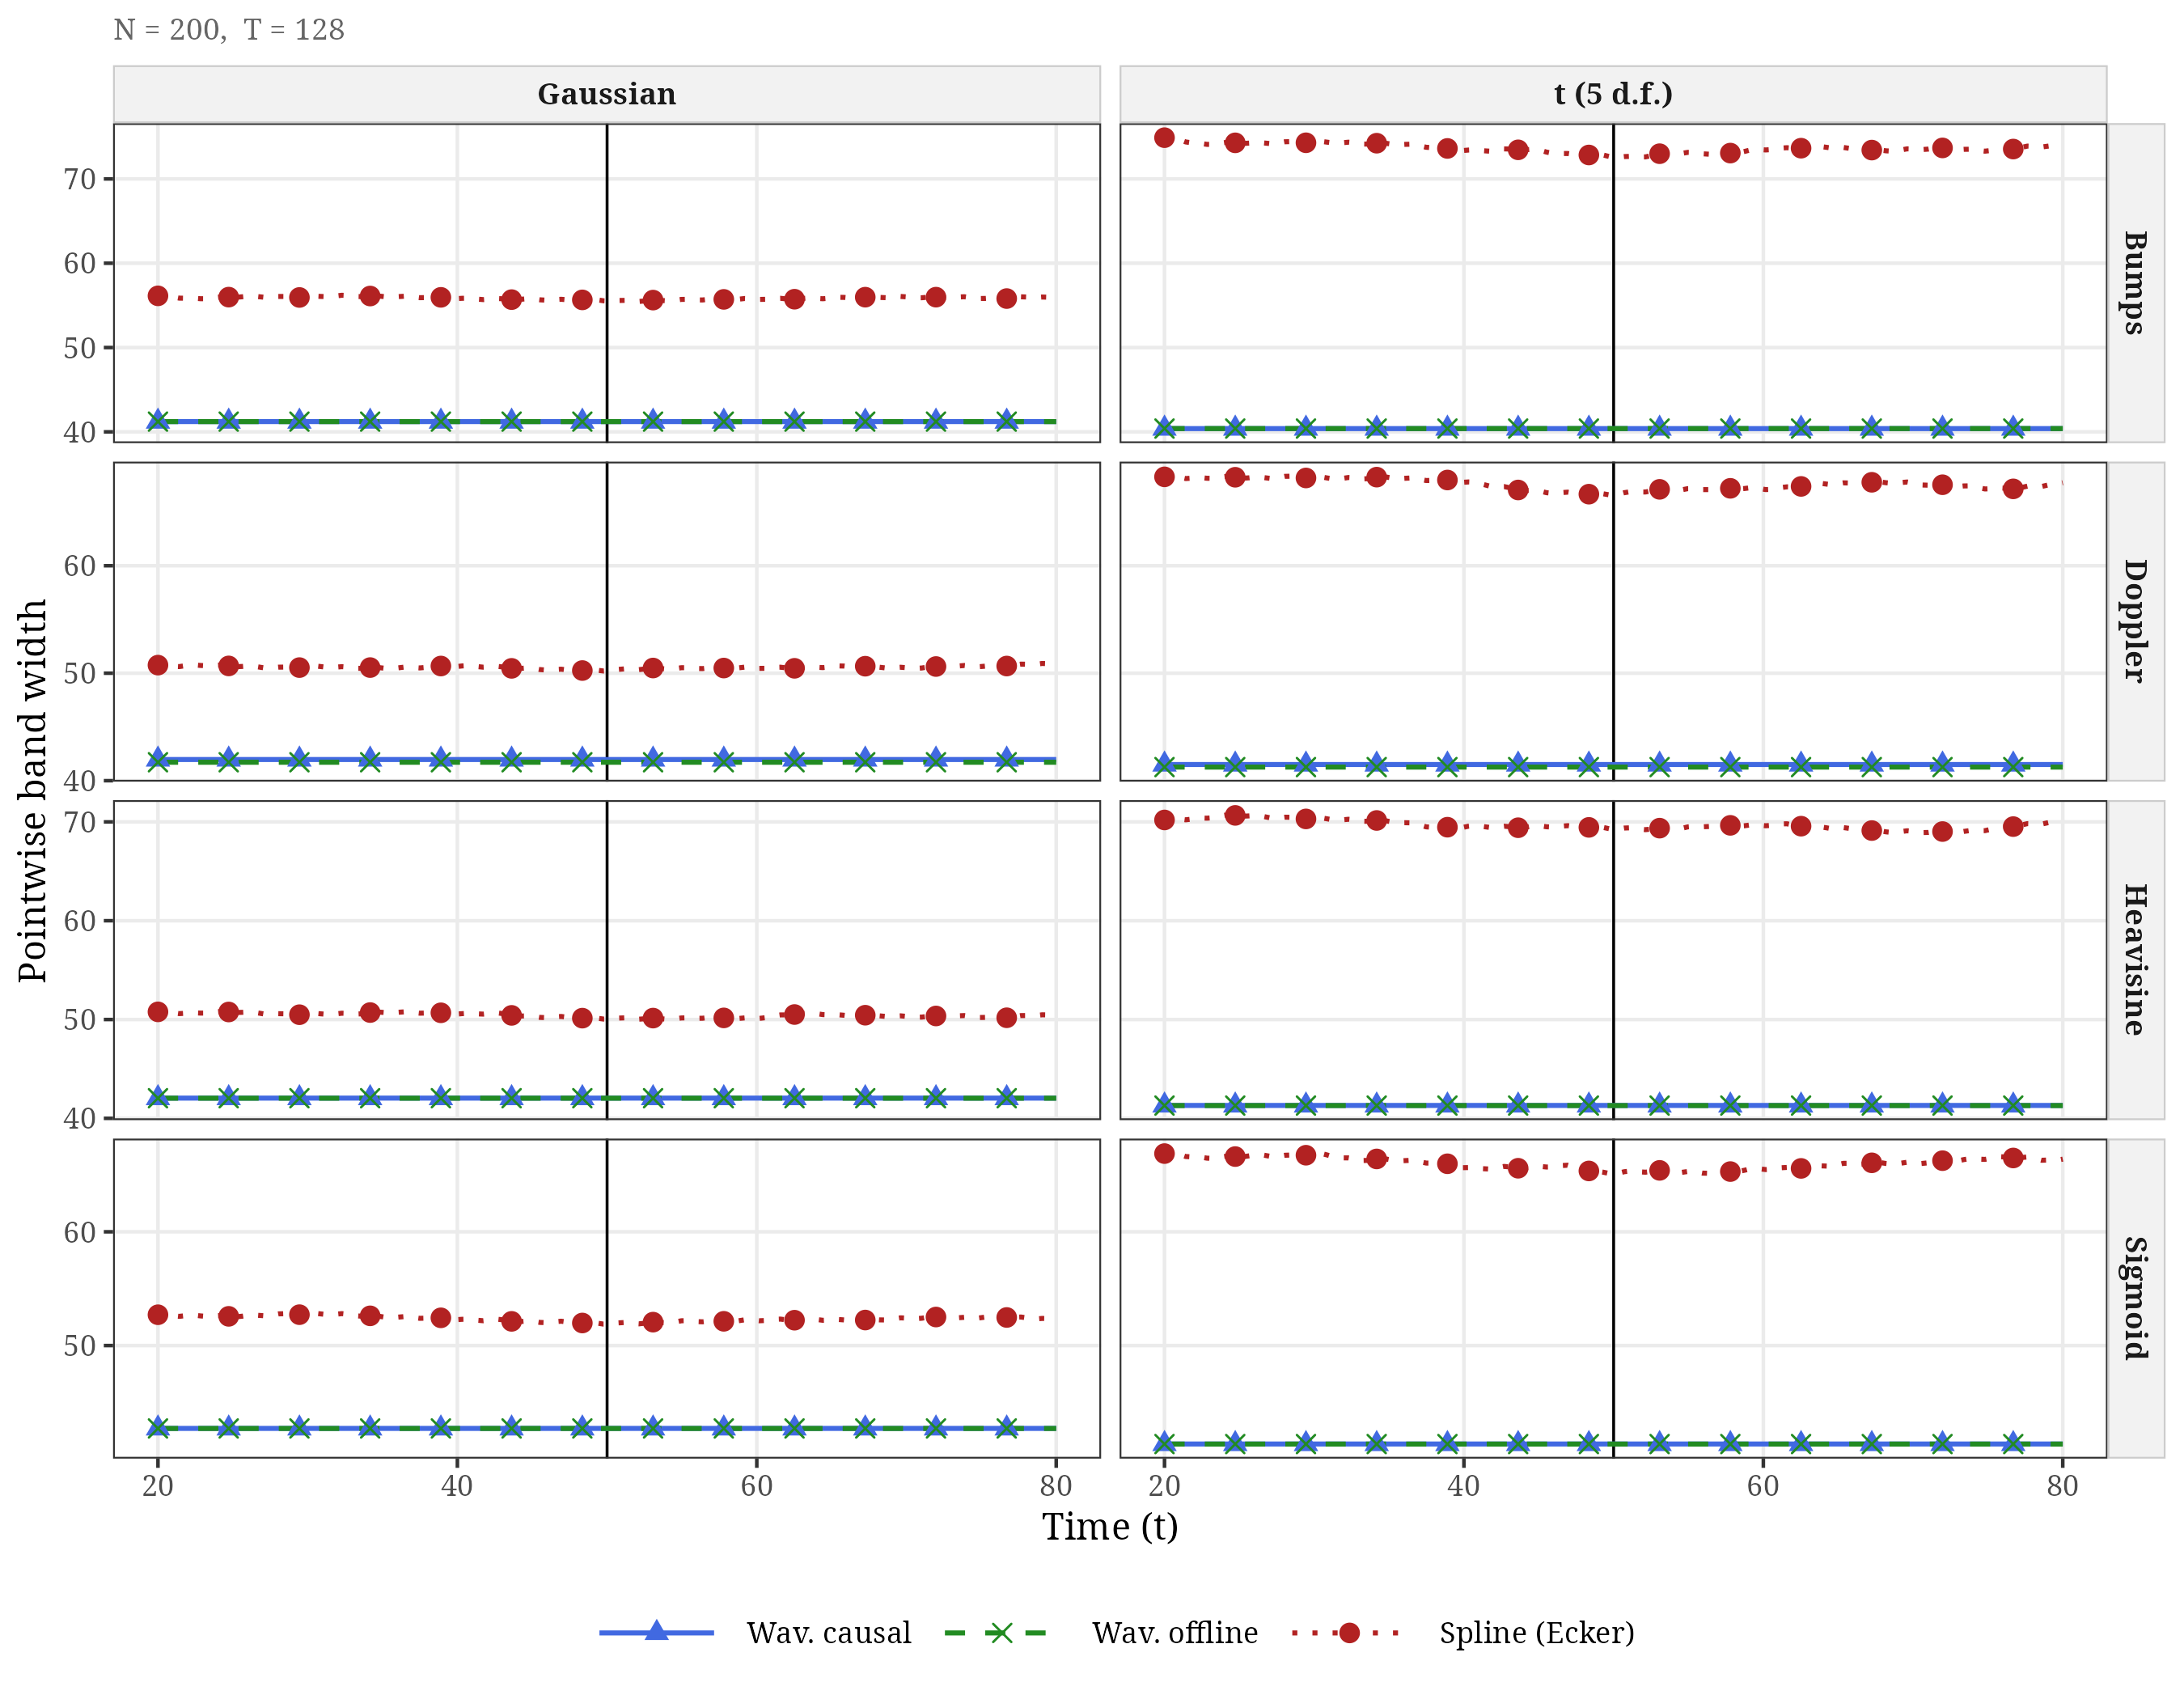 N = 200,  T = 128
Gaussian
t (5 d.f.)
Pointwise band width
70
60
50
40
Bumps
60
50
40
Doppler
70
60
50
40
Heavisine
60
50
Sigmoid
20 40 60 80
20 40 60 80
Time (t)
Wav. causal Wav. offline Spline (Ecker)